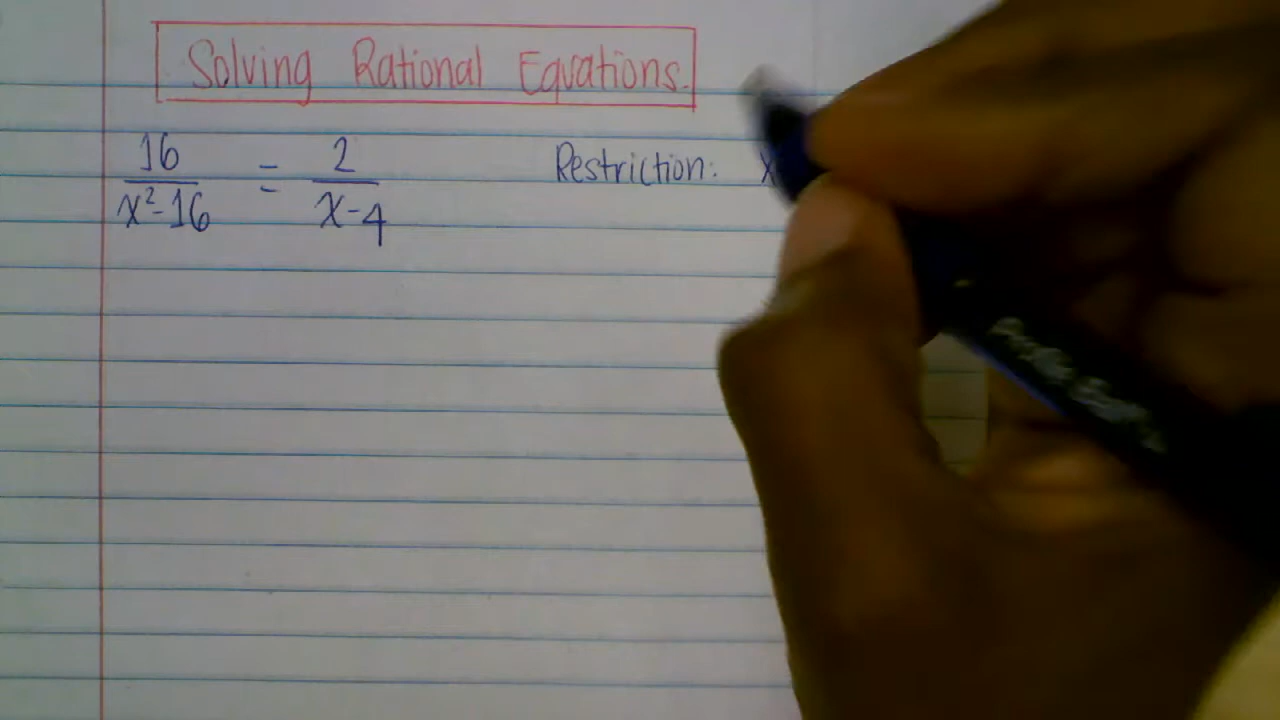 Solving Rational Equations.
16/(x²-16) = 2/(x-4)
Restriction: x